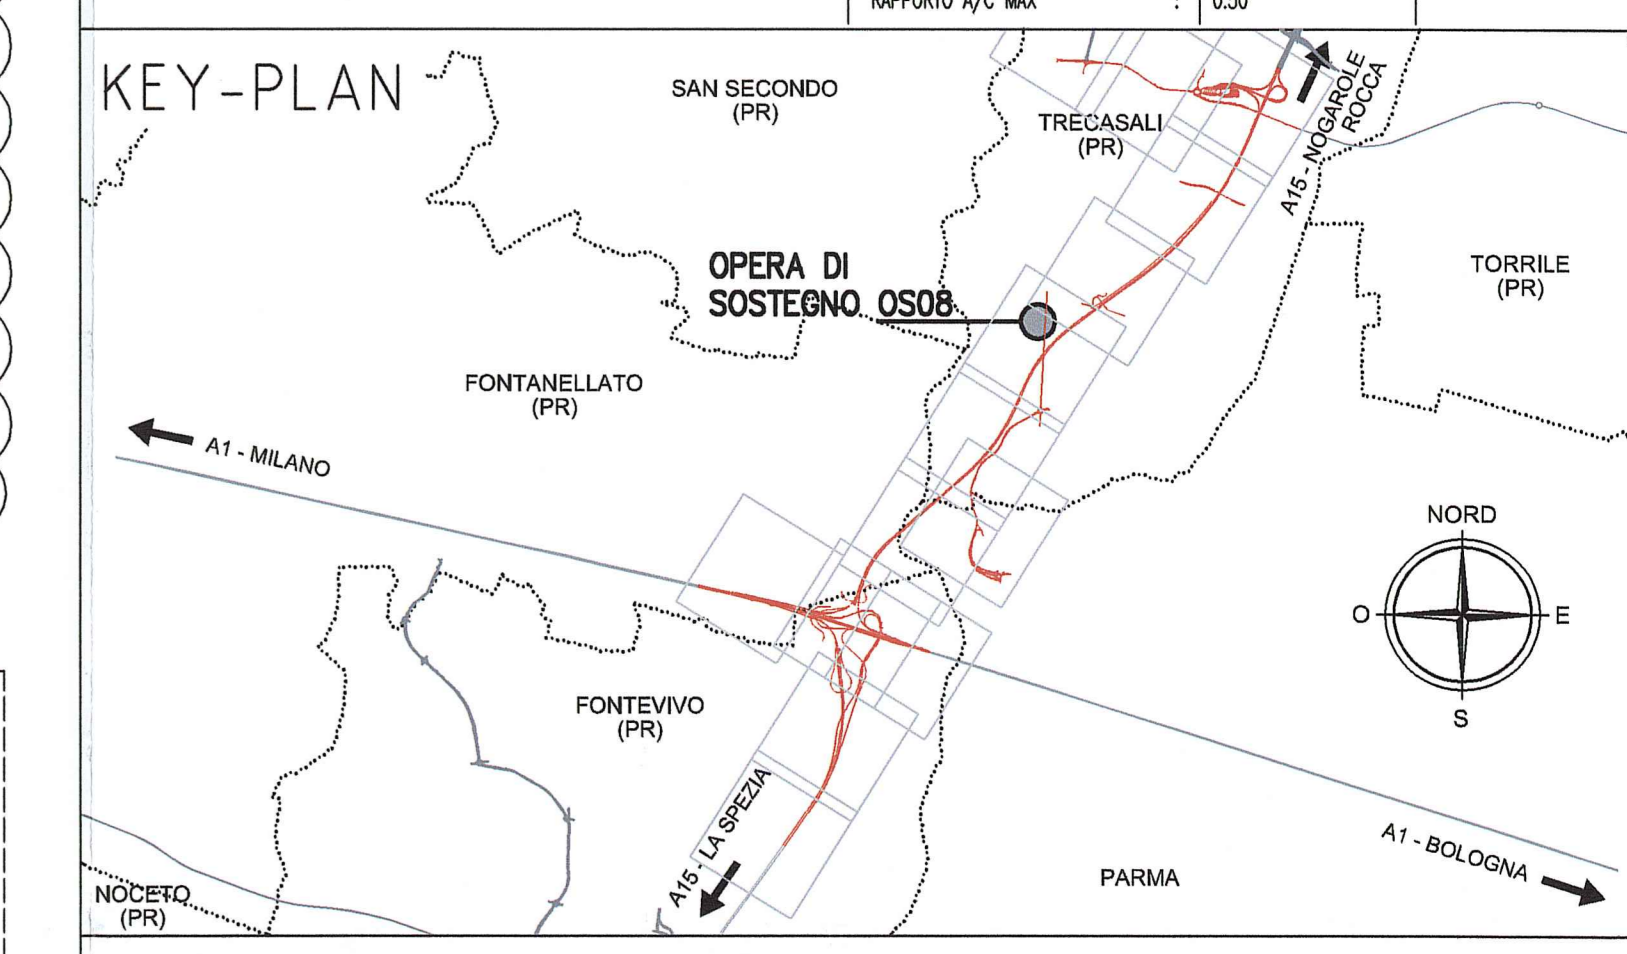 RAPPORTO A/C MAX : 0.50
KEY-PLAN
SAN SECONDO
(PR)
TRECASALI
(PR)
A15 - NOGAROLE
ROCCA
OPERA DI
SOSTEGNO OS08
TORRILE
(PR)
FONTANELLATO
(PR)
A1 - MILANO
NORD
O
E
S
FONTEVIVO
(PR)
A15 - LA SPEZIA
A1 - BOLOGNA
PARMA
NOCETO
(PR)